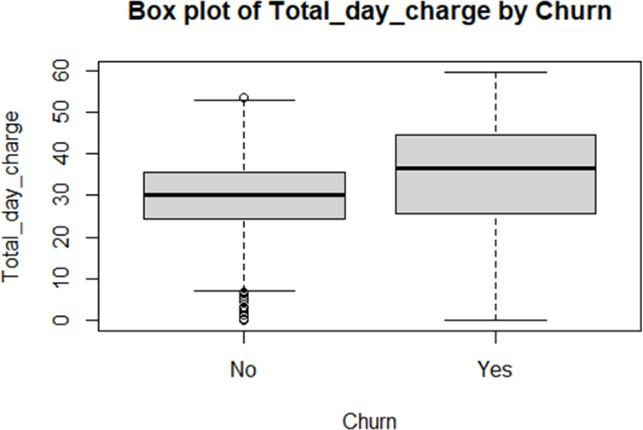 Box plot of Total_day_charge by Churn
Total_day_charge
60
50
40
30
20
10
0
No Yes
Churn